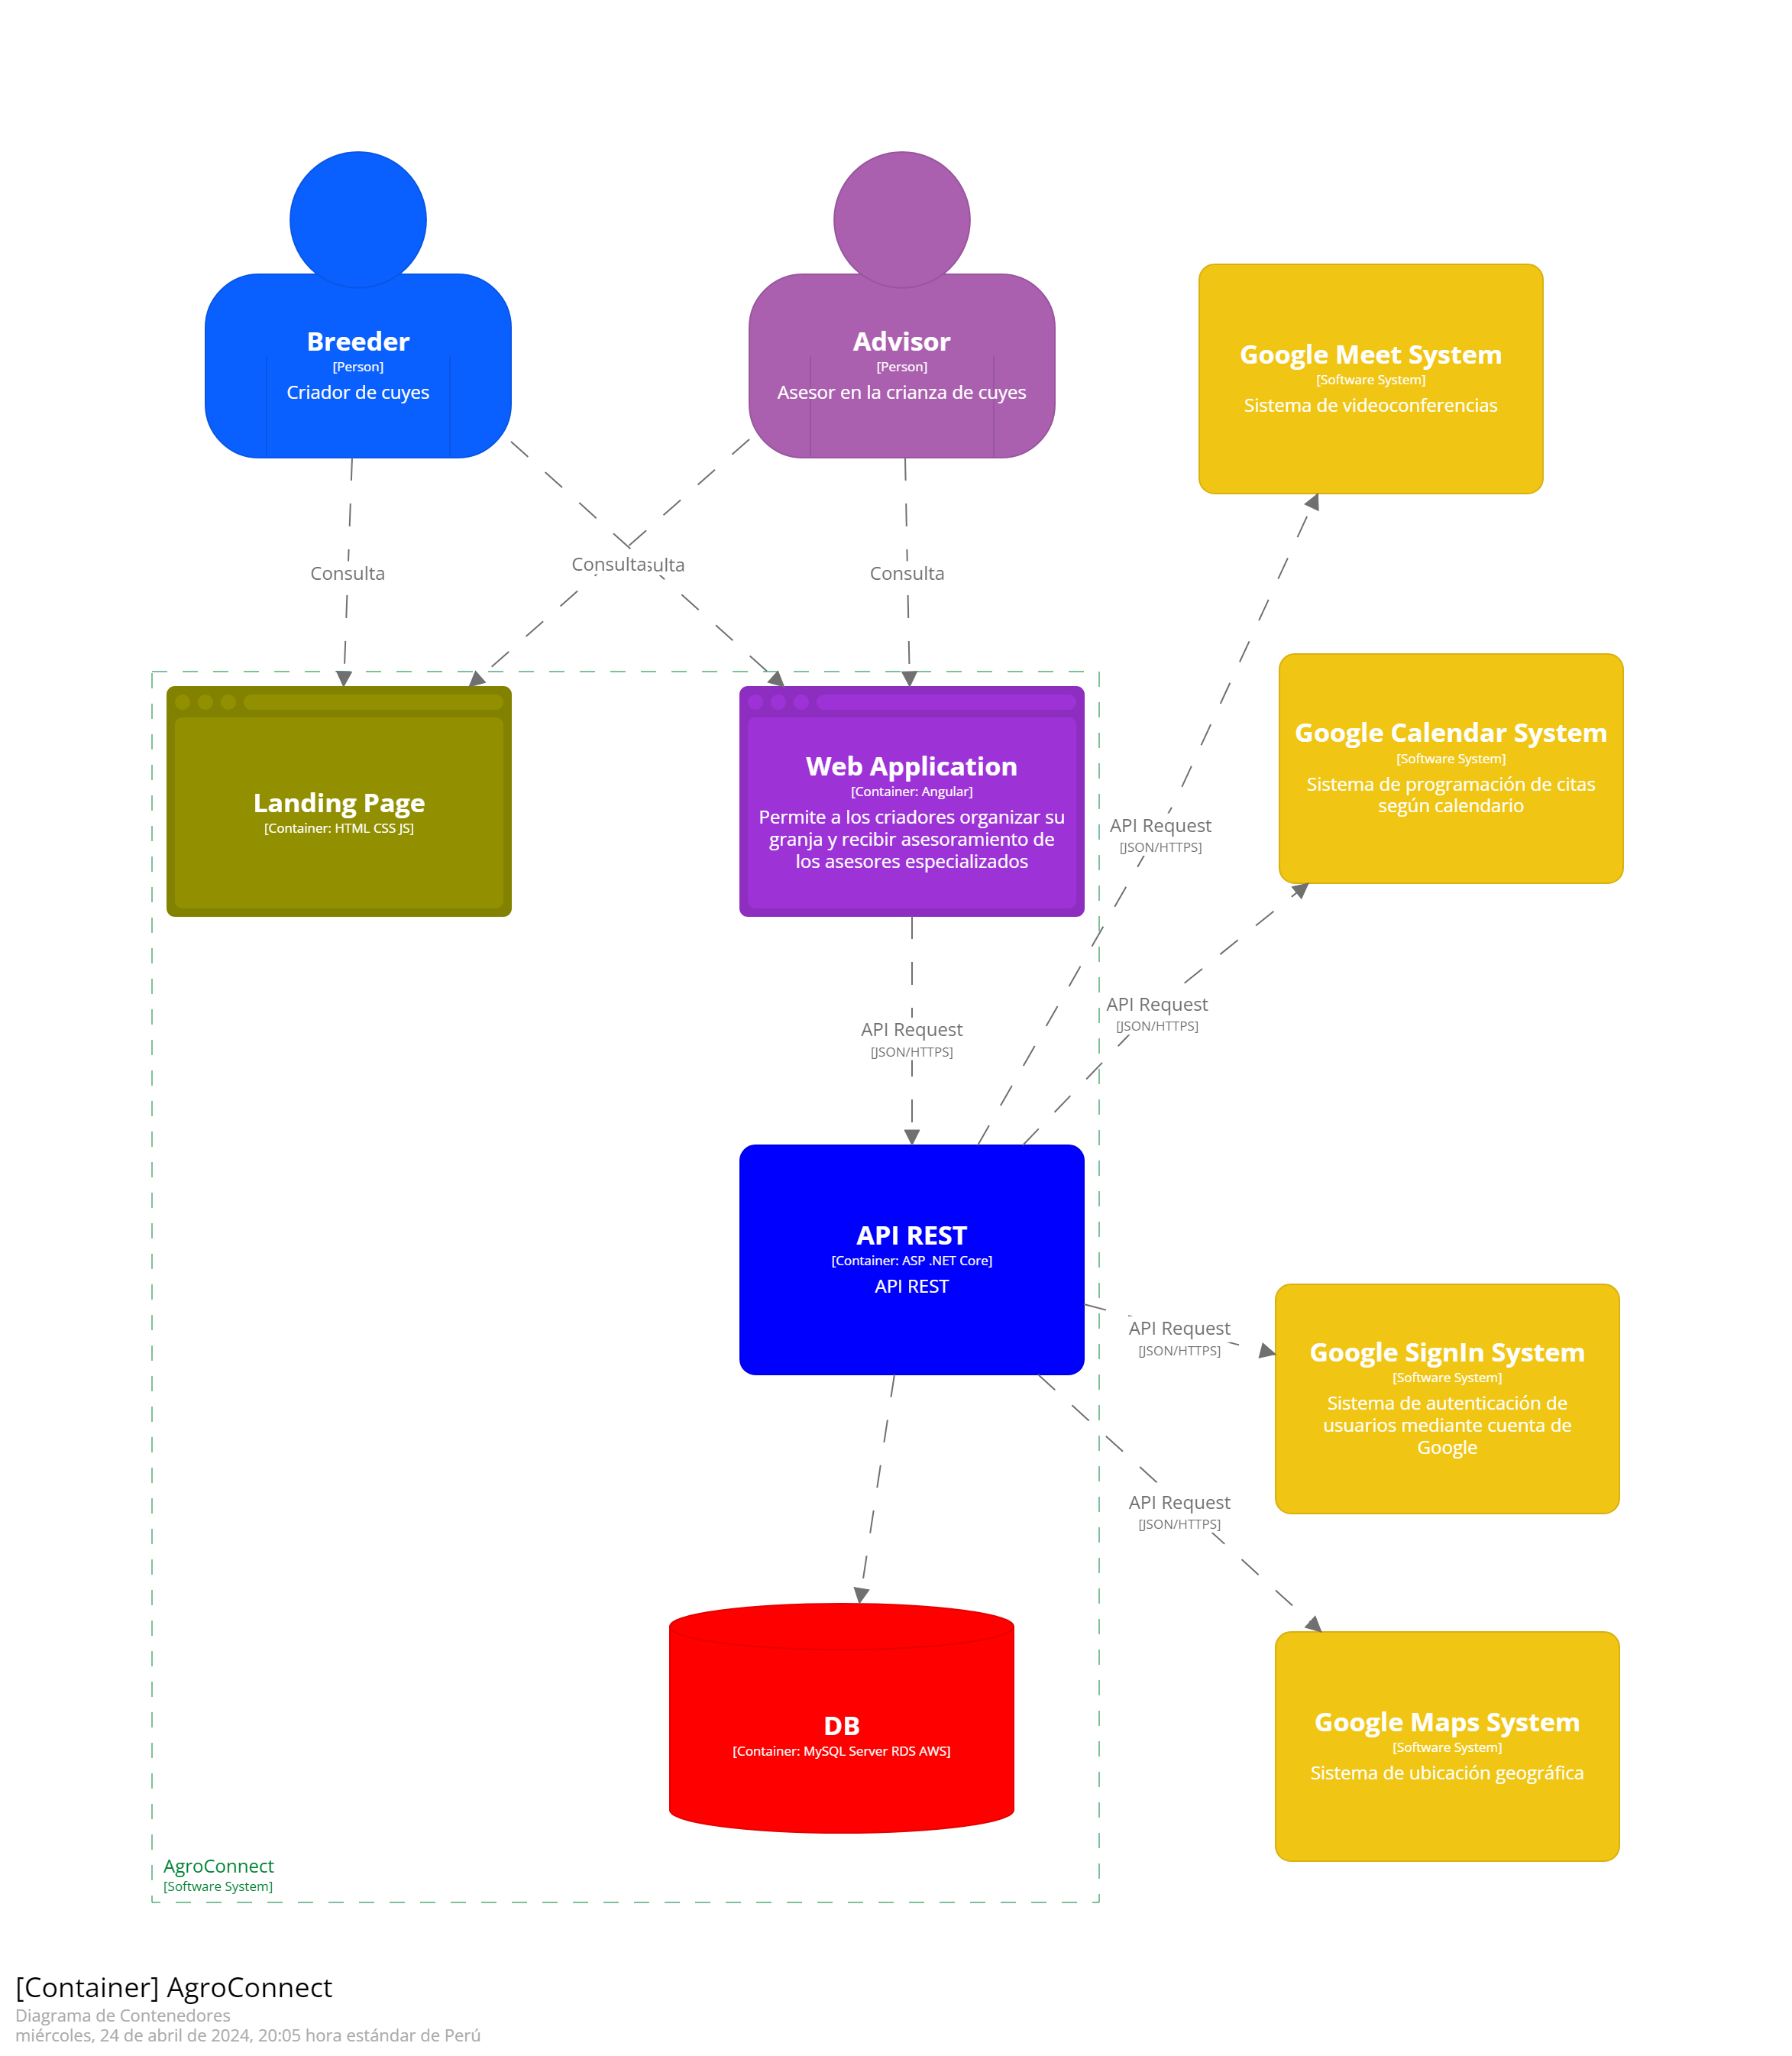 Breeder
[Person]
Criador de cuyes
Advisor
[Person]
Asesor en la crianza de cuyes
Google Meet System
[Software System]
Sistema de videoconferencias
Consulta
Consulta
sulta
Consulta
Landing Page
[Container: HTML CSS JS]
Web Application
[Container: Angular]
Permite a los criadores organizar su
granja y recibir asesoramiento de
los asesores especializados
Google Calendar System
[Software System]
Sistema de programación de citas
según calendario
API Request
[JSON/HTTPS]
API Request
[JSON/HTTPS]
API Request
[JSON/HTTPS]
API REST
[Container: ASP .NET Core]
API REST
API Request
[JSON/HTTPS]
Google SignIn System
[Software System]
Sistema de autenticación de
usuarios mediante cuenta de
Google
API Request
[JSON/HTTPS]
DB
[Container: MySQL Server RDS AWS]
Google Maps System
[Software System]
Sistema de ubicación geográfica
AgroConnect
[Software System]
[Container] AgroConnect
Diagrama de Contenedores
miércoles, 24 de abril de 2024, 20:05 hora estándar de Perú